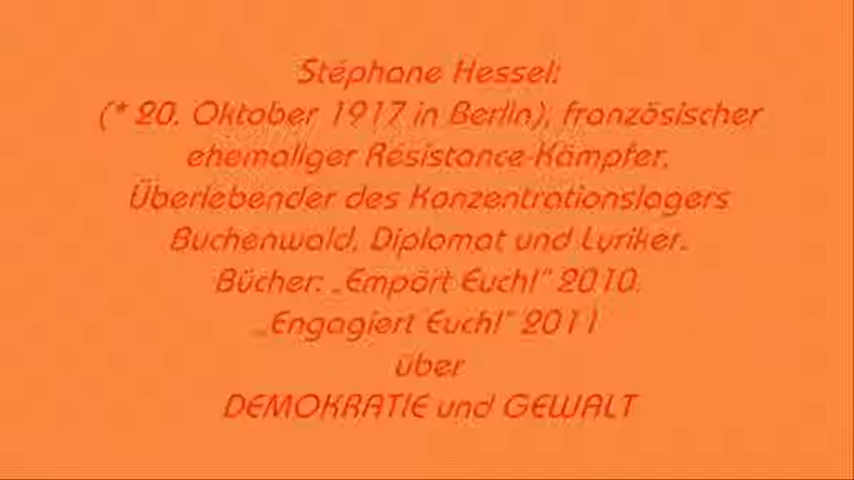 Stéphane Hessel:
(* 20. Oktober 1917 in Berlin), französischer
ehemaliger Résistance-Kämpfer,
Überlebender des Konzentrationslagers
Buchenwald, Diplomat und Lyriker.
Bücher: „Empört Euch!“ 2010.
„Engagiert Euch!“ 2011
über
DEMOKRATIE und GEWALT